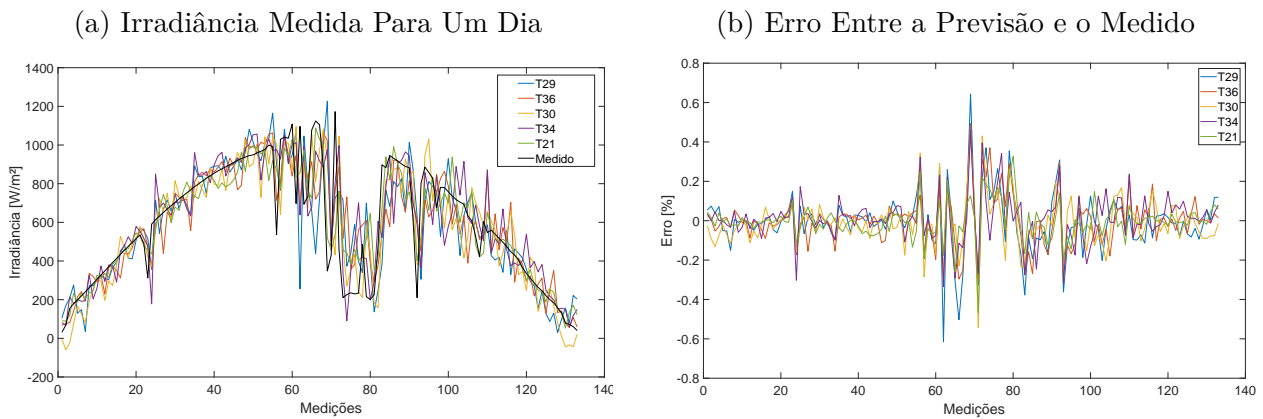 (a) Irradiância Medida Para Um Dia
1400
1200
1000
800
600
400
200
0
-200
Irradiância [W/m²]
0 20 40 60 80 100 120 140
Medições
T29
T36
T30
T34
T21
Medido
(b) Erro Entre a Previsão e o Medido
0.8
0.6
0.4
0.2
0
-0.2
-0.4
-0.6
-0.8
Erro [%]
0 20 40 60 80 100 120 140
Medições
T29
T36
T30
T34
T21